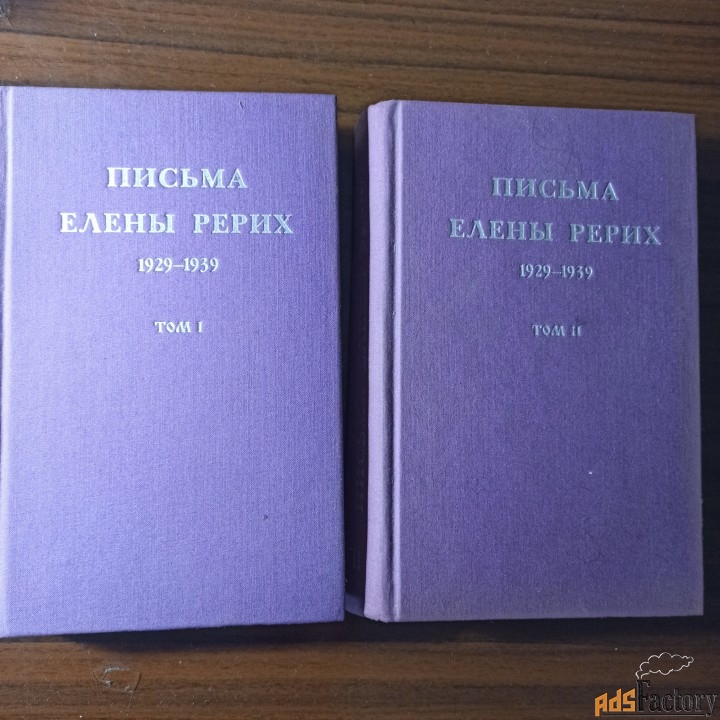 ПИСЬМА
ЕЛЕНЫ РЕРИХ
1929–1939
ТОМ I
ПИСЬМА
ЕЛЕНЫ РЕРИХ
1929–1939
ТОМ II
AdsFactory